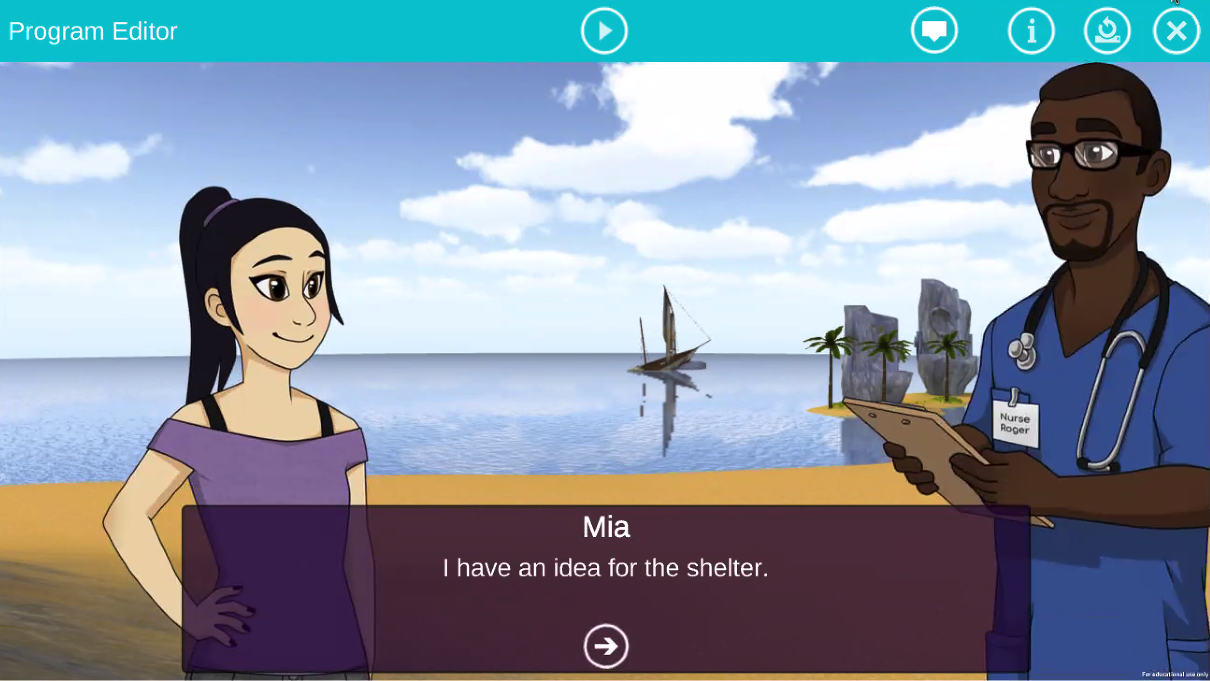 Program Editor
Nurse
Roger
Mia
I have an idea for the shelter.
For educational use only